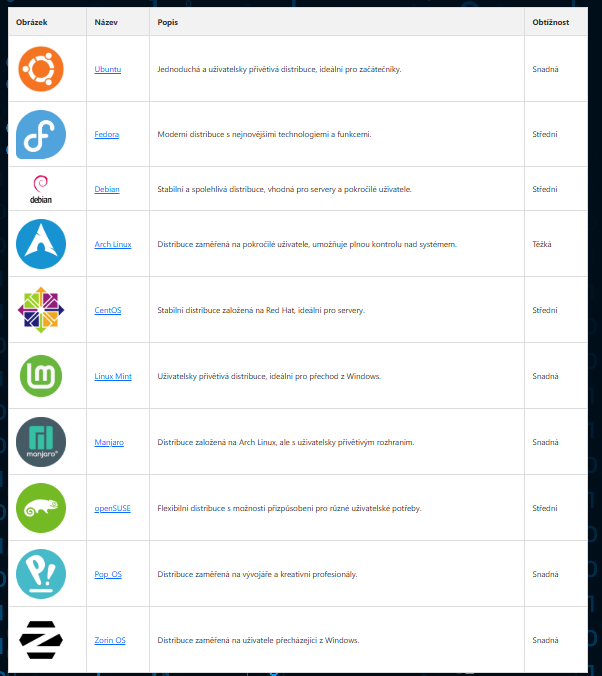 Obrázek Název Popis Obtížnost
Ubuntu Jednoduchá a uživatelsky přívětivá distribuce, ideální pro začátečníky. Snadná
Fedora Moderní distribuce s nejnovějšími technologiemi a funkcemi. Střední
debian Debian Stabilní a spolehlivá distribuce, vhodná pro servery a pokročilé uživatele. Střední
Arch Linux Distribuce zaměřená na pokročilé uživatele, umožňuje plnou kontrolu nad systémem. Těžká
CentOS Stabilní distribuce založená na Red Hat, ideální pro servery. Střední
Linux Mint Uživatelsky přívětivá distribuce, ideální pro přechod z Windows. Snadná
manjaro Manjaro Distribuce založená na Arch Linux, ale s uživatelsky přívětivým rozhraním. Snadná
openSUSE Flexibilní distribuce s možností přizpůsobení pro různé uživatelské potřeby. Střední
P! Pop_OS Distribuce zaměřená na vývojáře a kreativní profesionály. Snadná
Zorin OS Distribuce zaměřená na uživatele přecházející z Windows. Snadná